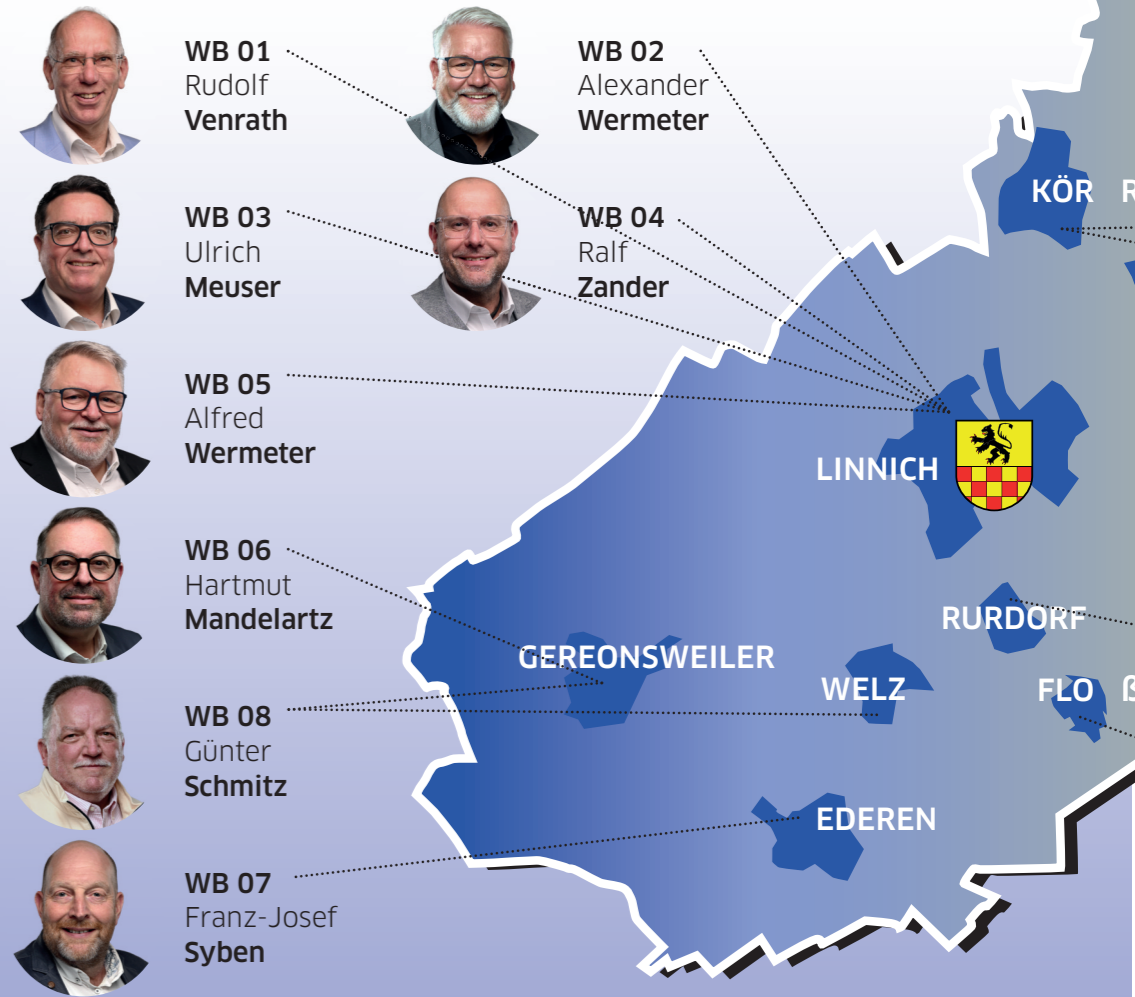 WB 01
Rudolf
Venrath
WB 02
Alexander
Wermeter
WB 03
Ulrich
Meuser
WB 04
Ralf
Zander
WB 05
Alfred
Wermeter
WB 06
Hartmut
Mandelartz
WB 08
Günter
Schmitz
WB 07
Franz-Josef
Syben
KÖR R
LINNICH
RURDORF
GEREONSWEILER
WELZ
FLO ß
EDEREN